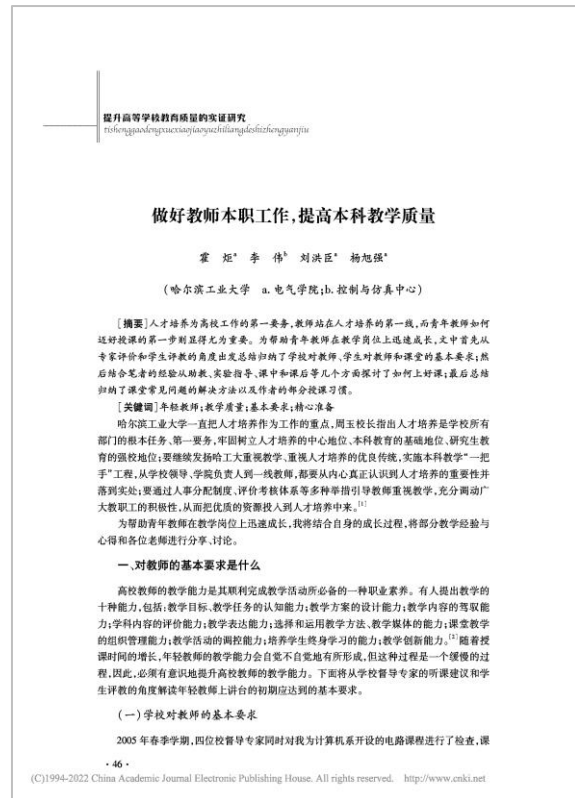 提升高等学校教育质量的实证研究
tishenggaodengxuexiaojiaoyuzhiliangdeshizhengyanjiu
做好教师本职工作,提高本科教学质量
霍 炬a 李 伟b 刘洪臣a 杨旭强a
(哈尔滨工业大学 a.电气学院;b.控制与仿真中心)
[摘要]人才培养为高校工作的第一要务,教师站在人才培养的第一线,而青年教师如何
迈好授课的第一步则显得尤为重要。为帮助青年教师在教学岗位上迅速成长,文中首先从
专家评价和学生评教的角度出发总结归纳了学校对教师、学生对教师和课堂的基本要求;然
后结合笔者的经验从助教、实验指导、课中和课后等几个方面探讨了如何上好课;最后总结
归纳了课堂常见问题的解决方法以及作者的部分授课习惯。
[关键词]年轻教师;教学质量;基本要求;精心准备
哈尔滨工业大学一直把人才培养作为工作的重点,周玉校长指出人才培养是学校所有
部门的根本任务、第一要务,牢固树立人才培养的中心地位、本科教育的基础地位、研究生教
育的强校地位;要继续发扬哈工大重视教学、重视人才培养的优良传统,实施本科教学“一把
手”工程,从学校领导、学院负责人到一线教师,都要从内心真正认识到人才培养的重要性并
落到实处;要通过人事分配制度、评价考核体系等多种举措引导教师重视教学,充分调动广
大教职工的积极性,从而把优质的资源投入到人才培养中来。[1]
为帮助青年教师在教学岗位上迅速成长,我将结合自身的成长过程,将部分教学经验与
心得和各位老师进行分享、讨论。
一、对教师的基本要求是什么
高校教师的教学能力是其顺利完成教学活动所必备的一种职业素养。有人提出教学的
十种能力,包括:教学目标、教学任务的认知能力;教学方案的设计能力;教学内容的驾驭能
力;学科内容的评价能力;教学表达能力;选择和运用教学方法、教学媒体的能力;课堂教学
的组织管理能力;教学活动的调控能力;培养学生终身学习的能力;教学创新能力。[1]随着授
课时间的增长,年轻教师的教学能力会自觉不自觉地有所形成,但这种过程是一个缓慢的过
程,因此,必须有意识地提升高校教师的教学能力。下面将从学校督导专家的听课建议和学
生评教的角度解读年轻教师上讲台的初期应达到的基本要求。
(一)学校对教师的基本要求
2005 年春季学期,四位校督导专家同时对我为计算机系开设的电路课程进行了检查,课
· 46 ·
(C)1994-2022 China Academic Journal Electronic Publishing House. All rights reserved. http://www.cnki.net